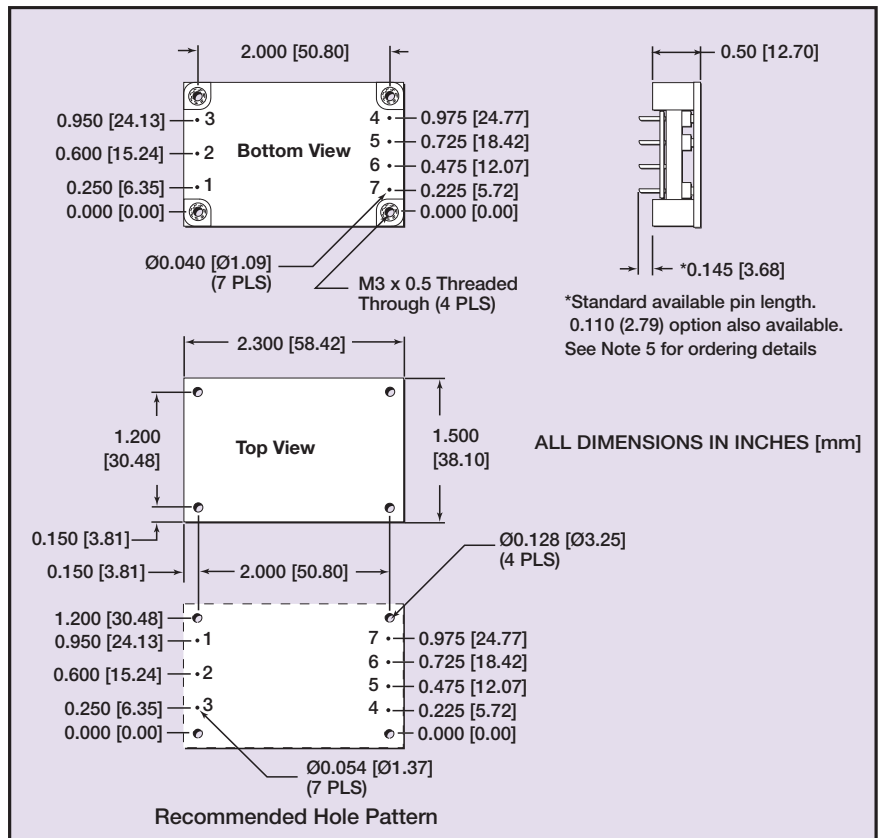 2.000 [50.80]
0.50 [12.70]
0.950 [24.13]
3
4
0.975 [24.77]
0.600 [15.24]
2
Bottom View
5
0.725 [18.42]
6
0.475 [12.07]
0.250 [6.35]
1
7
0.225 [5.72]
0.000 [0.00]
0.000 [0.00]
Ø0.040 [Ø1.09]
(7 PLS)
M3 x 0.5 Threaded
Through (4 PLS)
*0.145 [3.68]
*Standard available pin length.
0.110 (2.79) option also available.
See Note 5 for ordering details
2.300 [58.42]
1.200
[30.48]
Top View
1.500
[38.10]
ALL DIMENSIONS IN INCHES [mm]
0.150 [3.81]
0.150 [3.81]
2.000 [50.80]
Ø0.128 [Ø3.25]
(4 PLS)
1.200 [30.48]
0.950 [24.13]
1
7
0.975 [24.77]
0.600 [15.24]
2
6
0.725 [18.42]
5
0.475 [12.07]
0.250 [6.35]
3
4
0.225 [5.72]
0.000 [0.00]
0.000 [0.00]
Ø0.054 [Ø1.37]
(7 PLS)
Recommended Hole Pattern